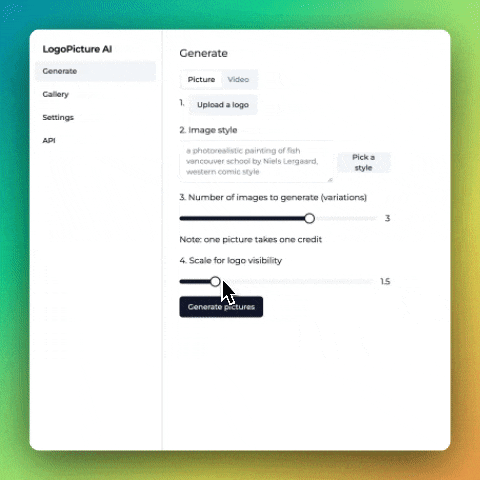 LogoPicture AI
Generate
Gallery
Settings
API
Generate
Picture Video
1. Upload a logo
2. Image style
a photorealistic painting of fish
vancouver school by Niels Lergaard,
western comic style
Pick a
style
3. Number of images to generate (variations)
3
Note: one picture takes one credit
4. Scale for logo visibility
1.5
Generate pictures